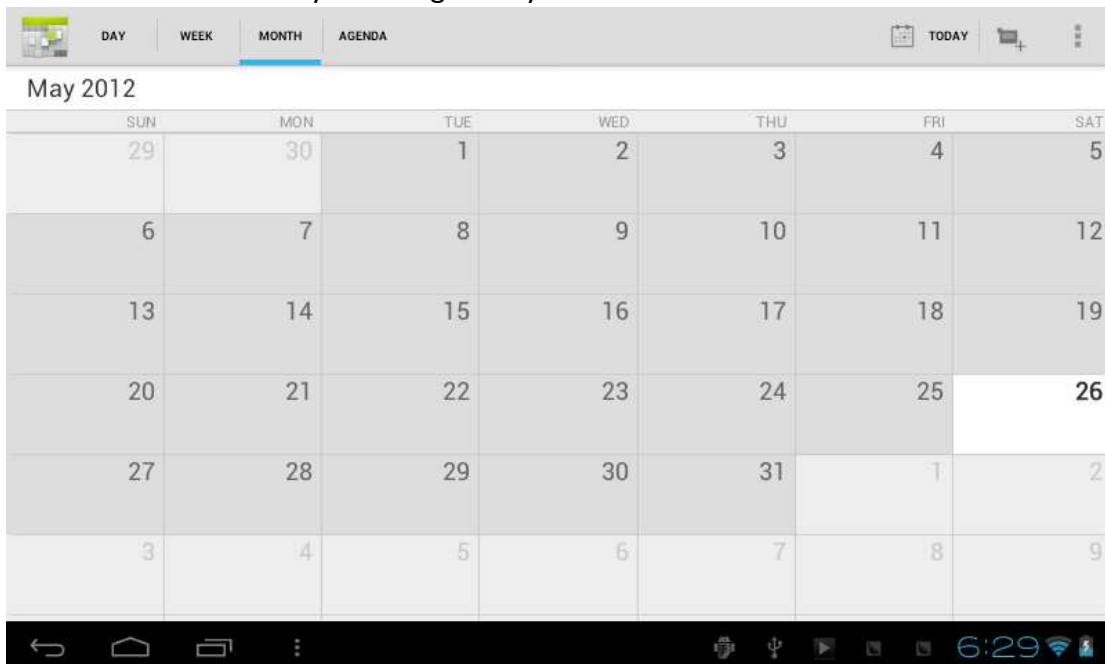 DAY WEEK MONTH AGENDA TODAY
May 2012
SUN MON TUE WED THU FRI SAT
29 30 1 2 3 4 5
6 7 8 9 10 11 12
13 14 15 16 17 18 19
20 21 22 23 24 25 26
27 28 29 30 31 1 2
3 4 5 6 7 8 9
6:29